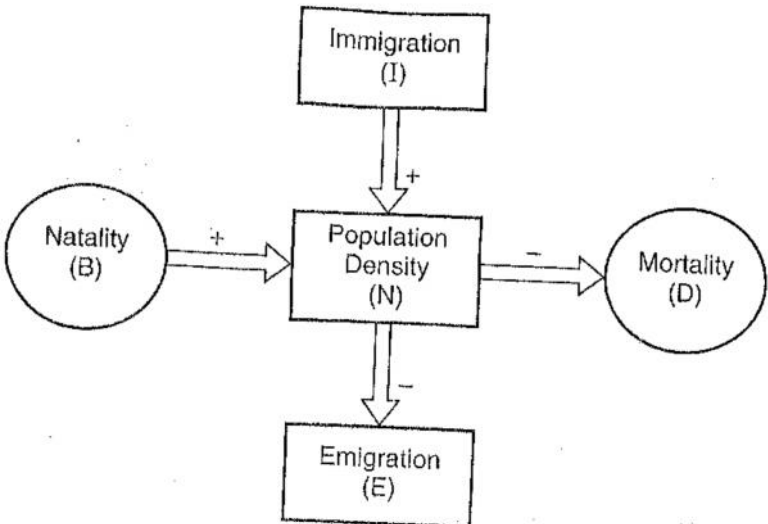 Immigration
(I)
+
Natality
(B)
+
Population
Density
(N)
−
Mortality
(D)
−
Emigration
(E)